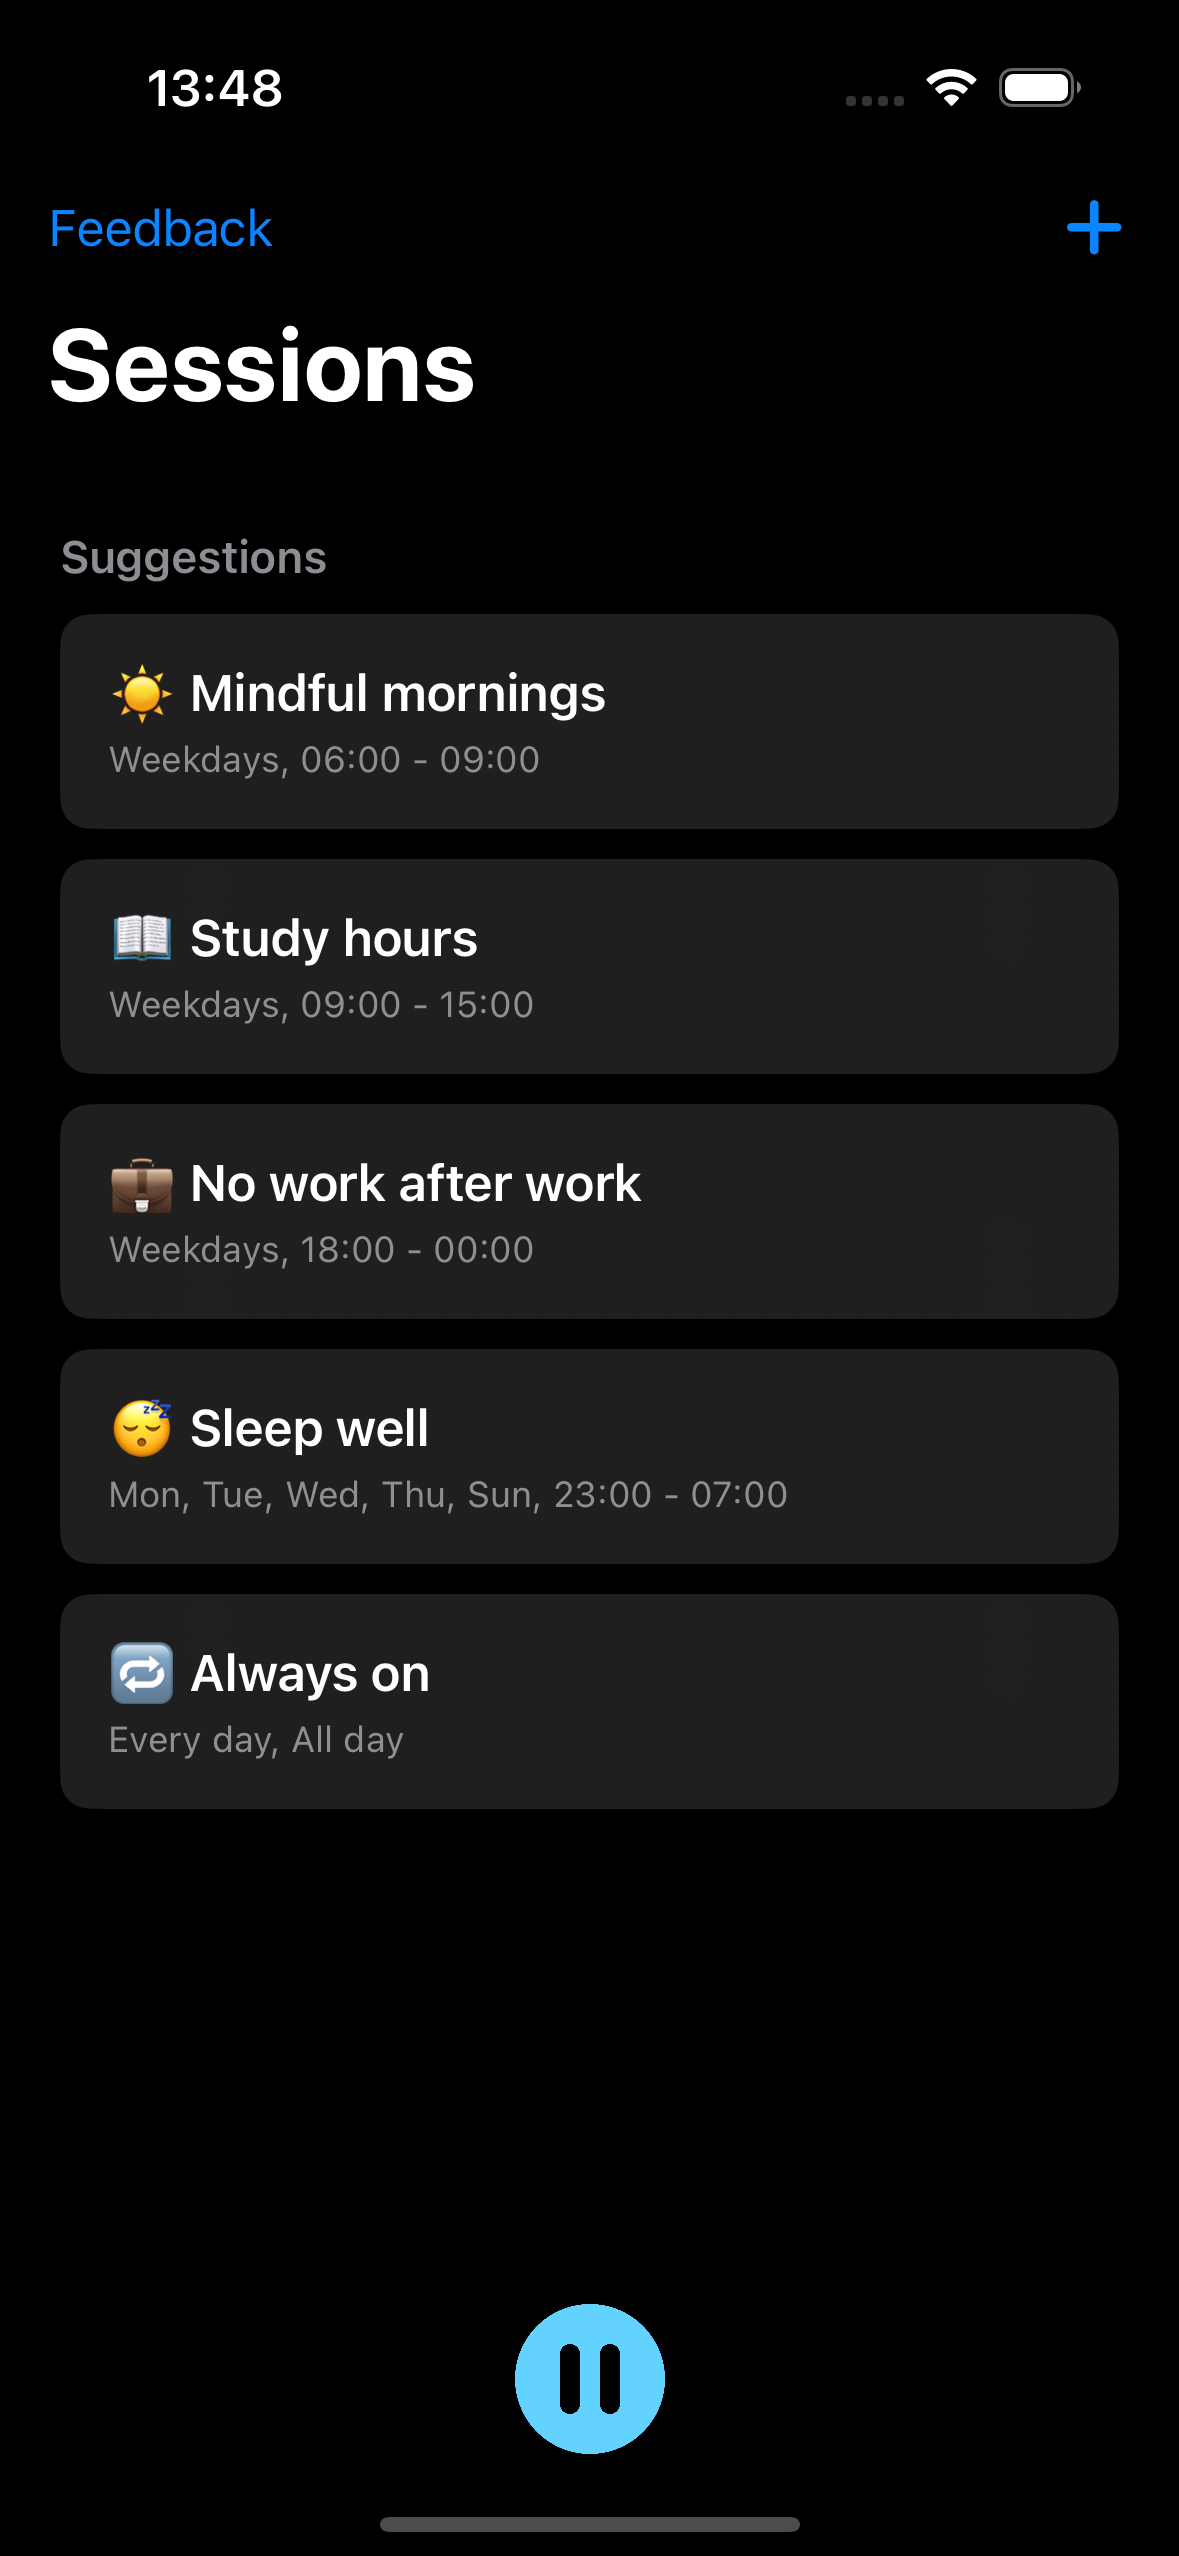 13:48
Feedback
Sessions
Suggestions
☀️ Mindful mornings
Weekdays, 06:00 - 09:00
📖 Study hours
Weekdays, 09:00 - 15:00
💼 No work after work
Weekdays, 18:00 - 00:00
😴 Sleep well
Mon, Tue, Wed, Thu, Sun, 23:00 - 07:00
🔁 Always on
Every day, All day